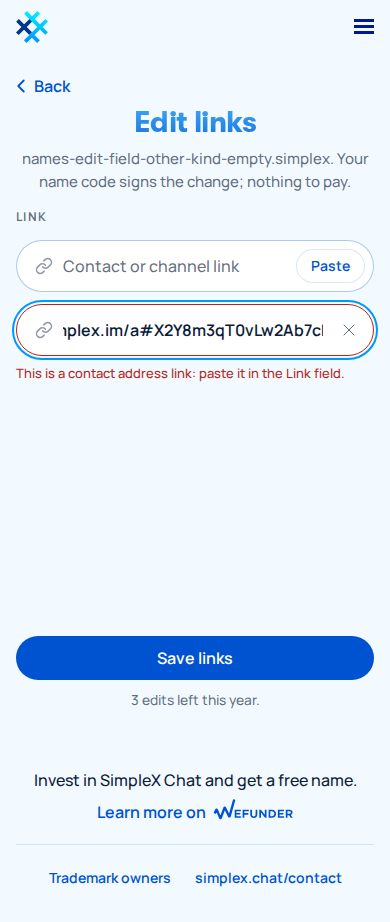 Back
Edit links
names-edit-field-other-kind-empty.simplex. Your
name code signs the change; nothing to pay.
LINK
Contact or channel link
Paste
nplex.im/a#X2Y8m3qT0vLw2Ab7cl
This is a contact address link: paste it in the Link field.
Save links
3 edits left this year.
Invest in SimpleX Chat and get a free name.
Learn more on WEFUNDER
Trademark owners
simplex.chat/contact